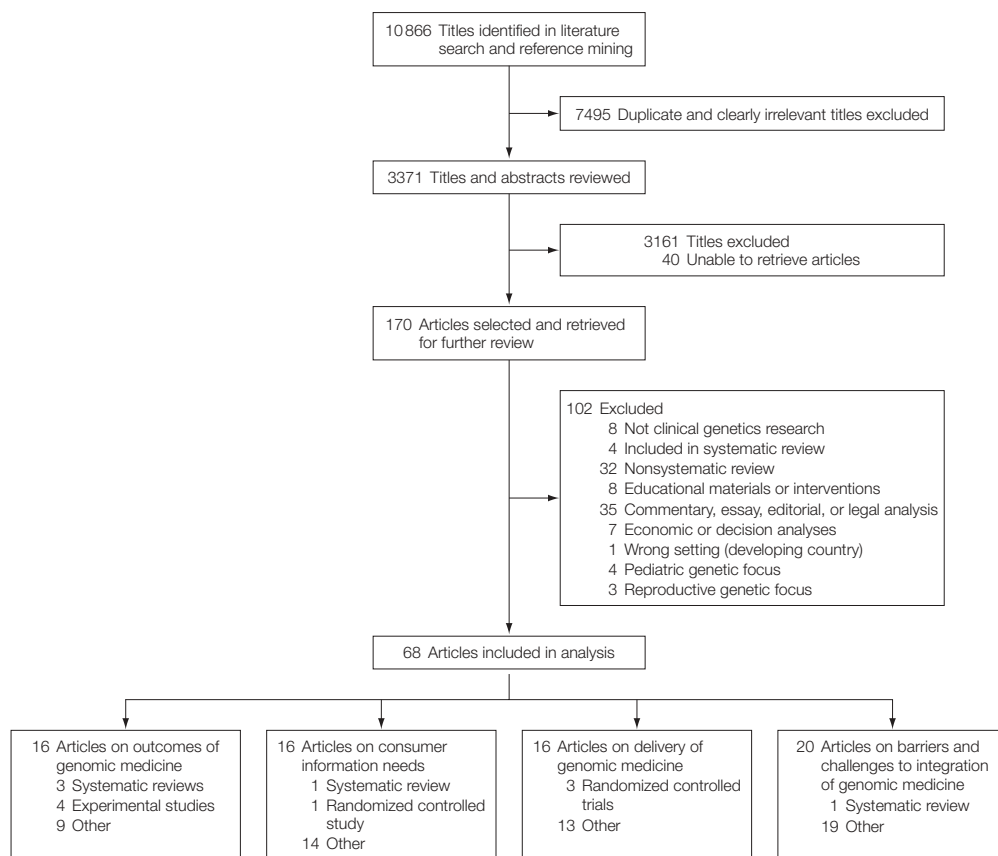 10 866 Titles identified in literature
search and reference mining
7495 Duplicate and clearly irrelevant titles excluded
3371 Titles and abstracts reviewed
3161 Titles excluded
40 Unable to retrieve articles
170 Articles selected and retrieved
for further review
102 Excluded
8 Not clinical genetics research
4 Included in systematic review
32 Nonsystematic review
8 Educational materials or interventions
35 Commentary, essay, editorial, or legal analysis
7 Economic or decision analyses
1 Wrong setting (developing country)
4 Pediatric genetic focus
3 Reproductive genetic focus
68 Articles included in analysis
16 Articles on outcomes of
genomic medicine
3 Systematic reviews
4 Experimental studies
9 Other
16 Articles on consumer
information needs
1 Systematic review
1 Randomized controlled
study
14 Other
16 Articles on delivery of
genomic medicine
3 Randomized controlled
trials
13 Other
20 Articles on barriers and
challenges to integration
of genomic medicine
1 Systematic review
19 Other